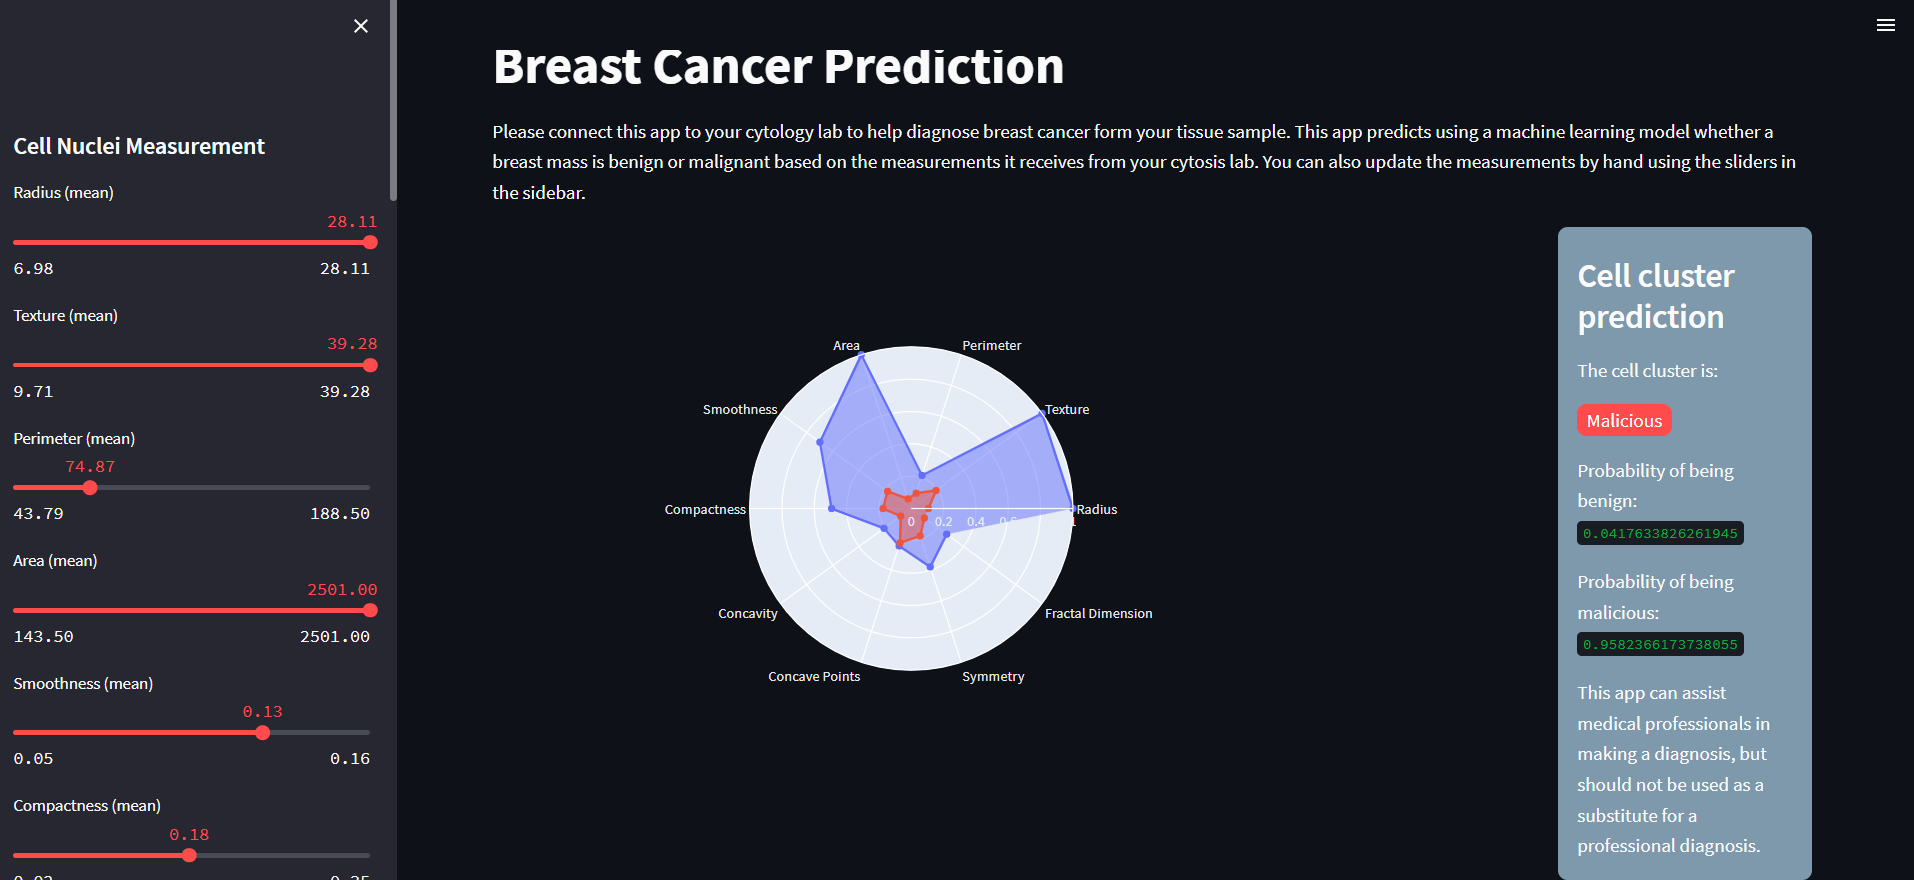 Cell Nuclei Measurement
Radius (mean)
28.11
6.98 28.11
Texture (mean)
39.28
9.71 39.28
Perimeter (mean)
74.87
43.79 188.50
Area (mean)
2501.00
143.50 2501.00
Smoothness (mean)
0.13
0.05 0.16
Compactness (mean)
0.18
Breast Cancer Prediction
Please connect this app to your cytology lab to help diagnose breast cancer form your tissue sample. This app predicts using a machine learning model whether a
breast mass is benign or malignant based on the measurements it receives from your cytosis lab. You can also update the measurements by hand using the sliders in
the sidebar.
Area Perimeter
Smoothness Texture
Compactness Radius
0 0.2 0.4
Concavity Fractal Dimension
Concave Points Symmetry
Cell cluster
prediction
The cell cluster is:
Malicious
Probability of being
benign:
0.0417633826261945
Probability of being
malicious:
0.9582366173738055
This app can assist
medical professionals in
making a diagnosis, but
should not be used as a
substitute for a
professional diagnosis.